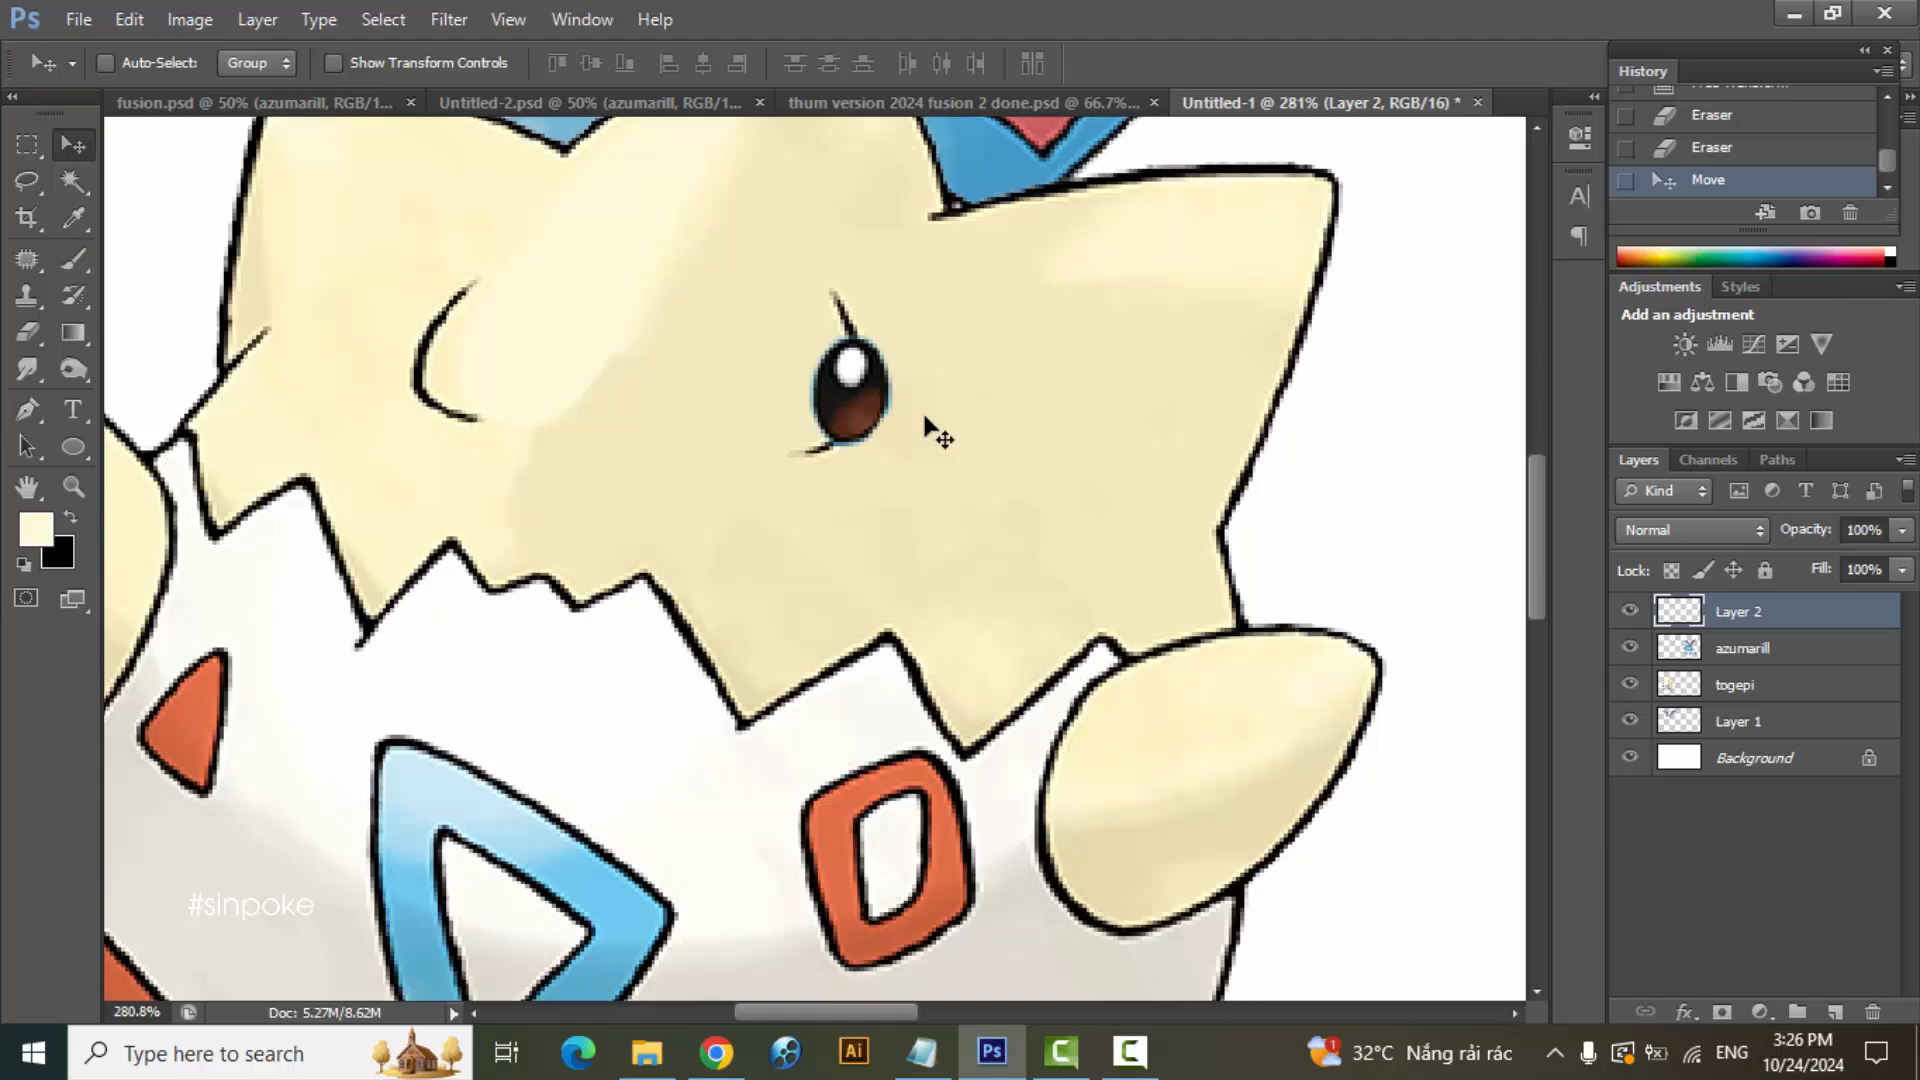 Ps File Edit Image Layer Type Select Filter View Window Help
Auto-Select: Group Show Transform Controls
fusion.psd @ 50% (azumarill, RGB/1... × Untitled-2.psd @ 50% (azumarill, RGB/1... × thum version 2024 fusion 2 done.psd @ 66.7%... × Untitled-1 @ 281% (Layer 2, RGB/16) * ×
History
Eraser
Eraser
Move
Adjustments Styles
Add an adjustment
Layers Channels Paths
Kind
Normal Opacity: 100%
Lock: Fill: 100%
Layer 2
azumarill
togepi
Layer 1
Background
#sinpoke
280.8% Doc: 5.27M/8.62M
Type here to search
Ai Ps
1 32°C Nắng rải rác ENG 3:26 PM
10/24/2024